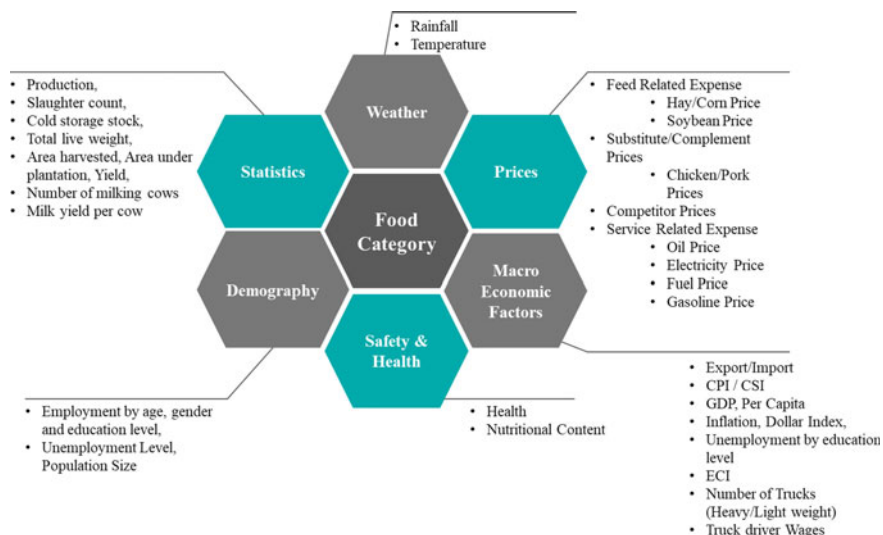 • Rainfall
• Temperature
• Production,
• Slaughter count,
• Cold storage stock,
• Total live weight,
• Area harvested, Area under
plantation, Yield,
• Number of milking cows
• Milk yield per cow
• Feed Related Expense
• Hay/Corn Price
• Soybean Price
• Substitute/Complement
Prices
• Chicken/Pork
Prices
• Competitor Prices
• Service Related Expense
• Oil Price
• Electricity Price
• Fuel Price
• Gasoline Price
Weather
Statistics
Prices
Food
Category
Demography
Macro
Economic
Factors
Safety &
Health
• Employment by age, gender
and education level,
• Unemployment Level,
Population Size
• Health
• Nutritional Content
• Export/Import
• CPI / CSI
• GDP, Per Capita
• Inflation, Dollar Index,
• Unemployment by education
level
• ECI
• Number of Trucks
(Heavy/Light weight)
• Truck driver Wages